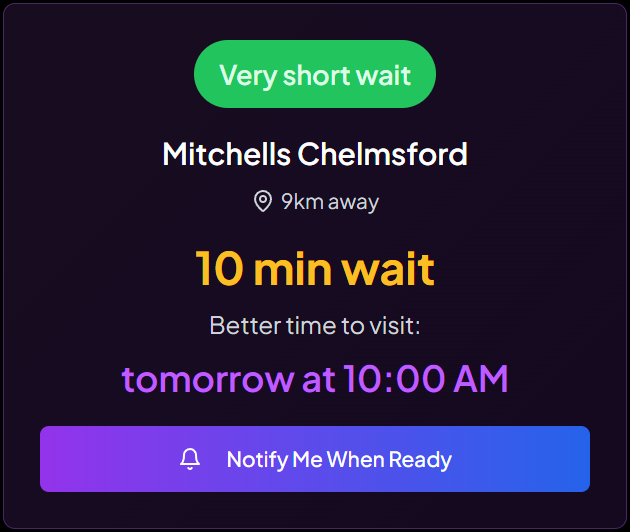 Very short wait
Mitchells Chelmsford
9km away
10 min wait
Better time to visit:
tomorrow at 10:00 AM
Notify Me When Ready